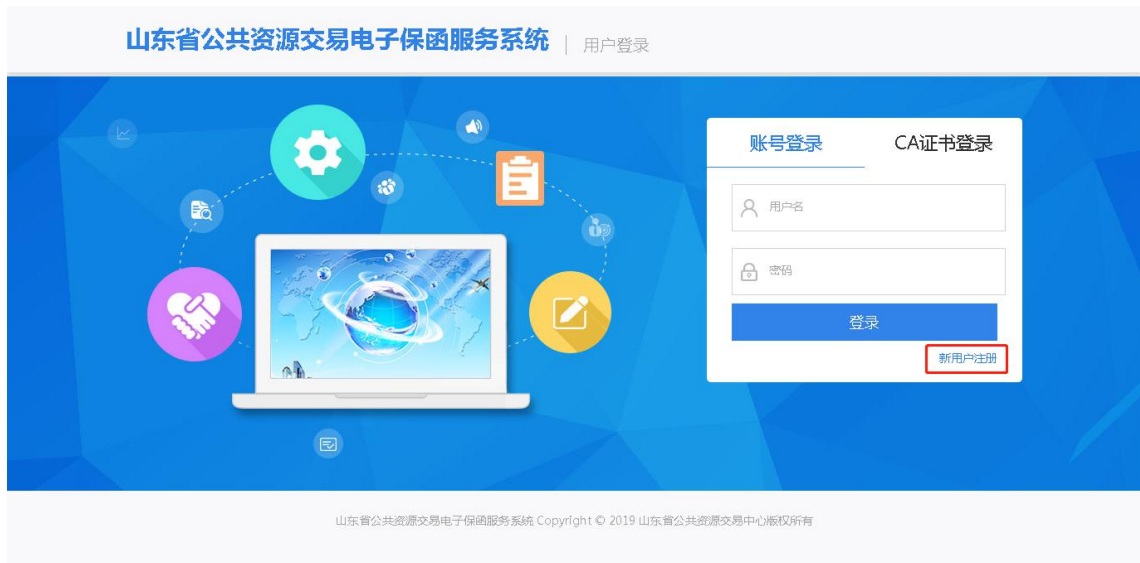 山东省公共资源交易电子保函服务系统 | 用户登录
账号登录 CA证书登录
用户名
密码
登录
新用户注册
山东省公共资源交易电子保函服务系统 Copyright © 2019 山东省公共资源交易中心版权所有